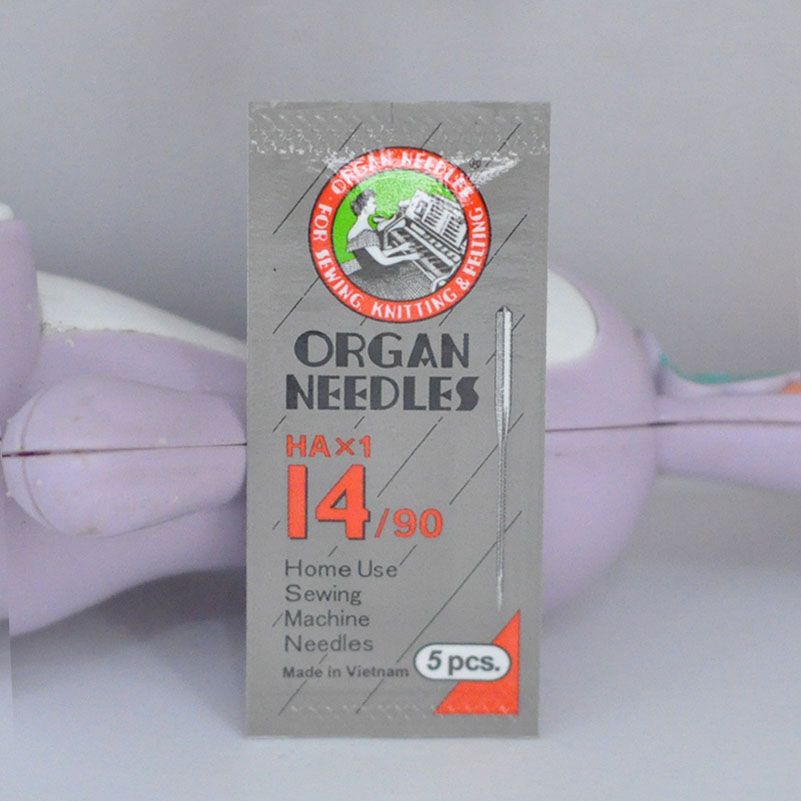 ORGAN NEEDLES
®
FOR SEWING, KNITTING & FELTING
ORGAN
NEEDLES
HA×1
14/90
Home Use
Sewing
Machine
Needles
Made in Vietnam
5 pcs.